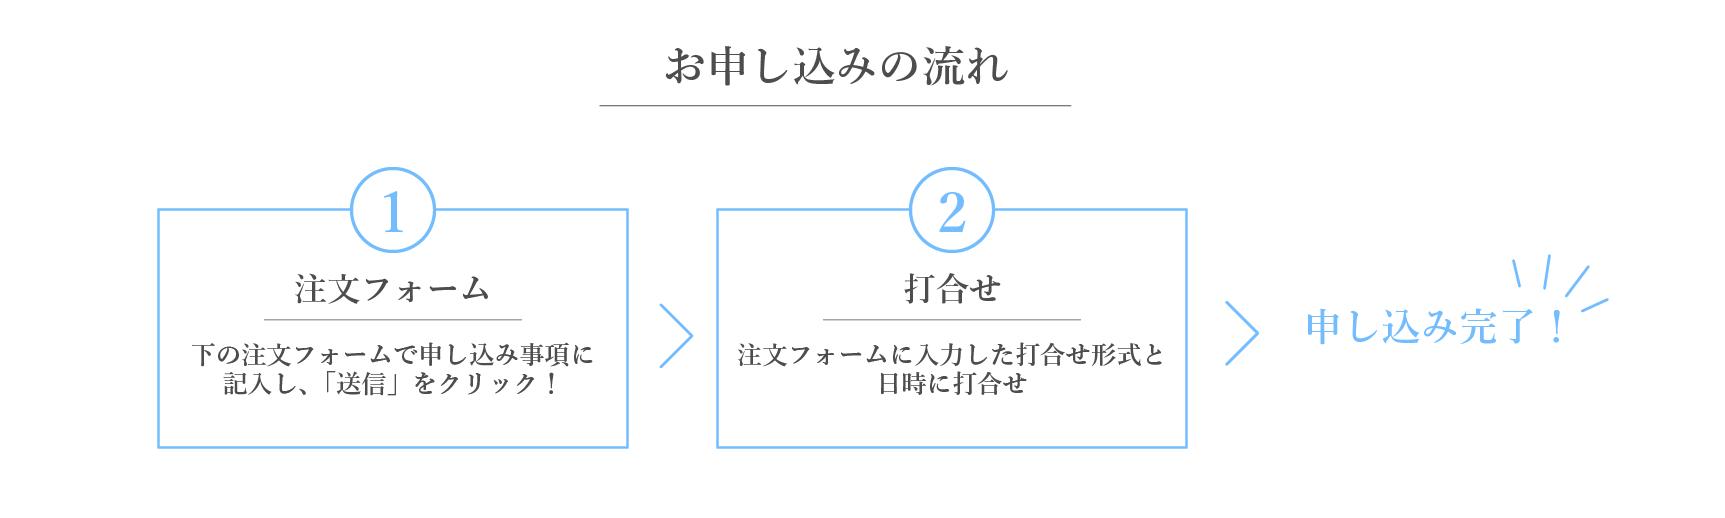 お申し込みの流れ
1
注文フォーム
下の注文フォームで申し込み事項に
記入し、「送信」をクリック！
2
打合せ
注文フォームに入力した打合せ形式と
日時に打合せ
申し込み完了！